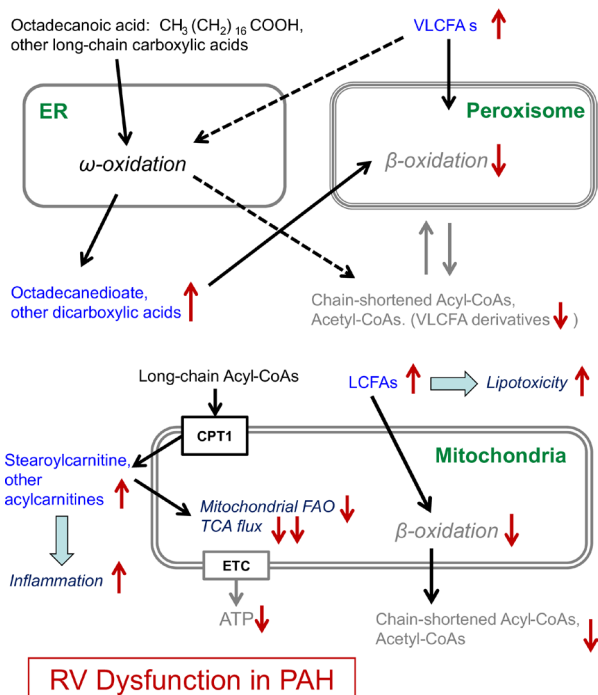 Octadecanoic acid: CH3(CH2)16COOH,
other long-chain carboxylic acids
VLCFA s
ER
Peroxisome
ω-oxidation
β-oxidation
Octadecanedioate,
other dicarboxylic acids
Chain-shortened Acyl-CoAs,
Acetyl-CoAs. (VLCFA derivatives )
Long-chain Acyl-CoAs
LCFAs
Lipotoxicity
CPT1
Mitochondria
Stearoylcarnitine,
other
acylcarnitines
Mitochondrial FAO
TCA flux
β-oxidation
Inflammation
ETC
ATP
Chain-shortened Acyl-CoAs,
Acetyl-CoAs
RV Dysfunction in PAH